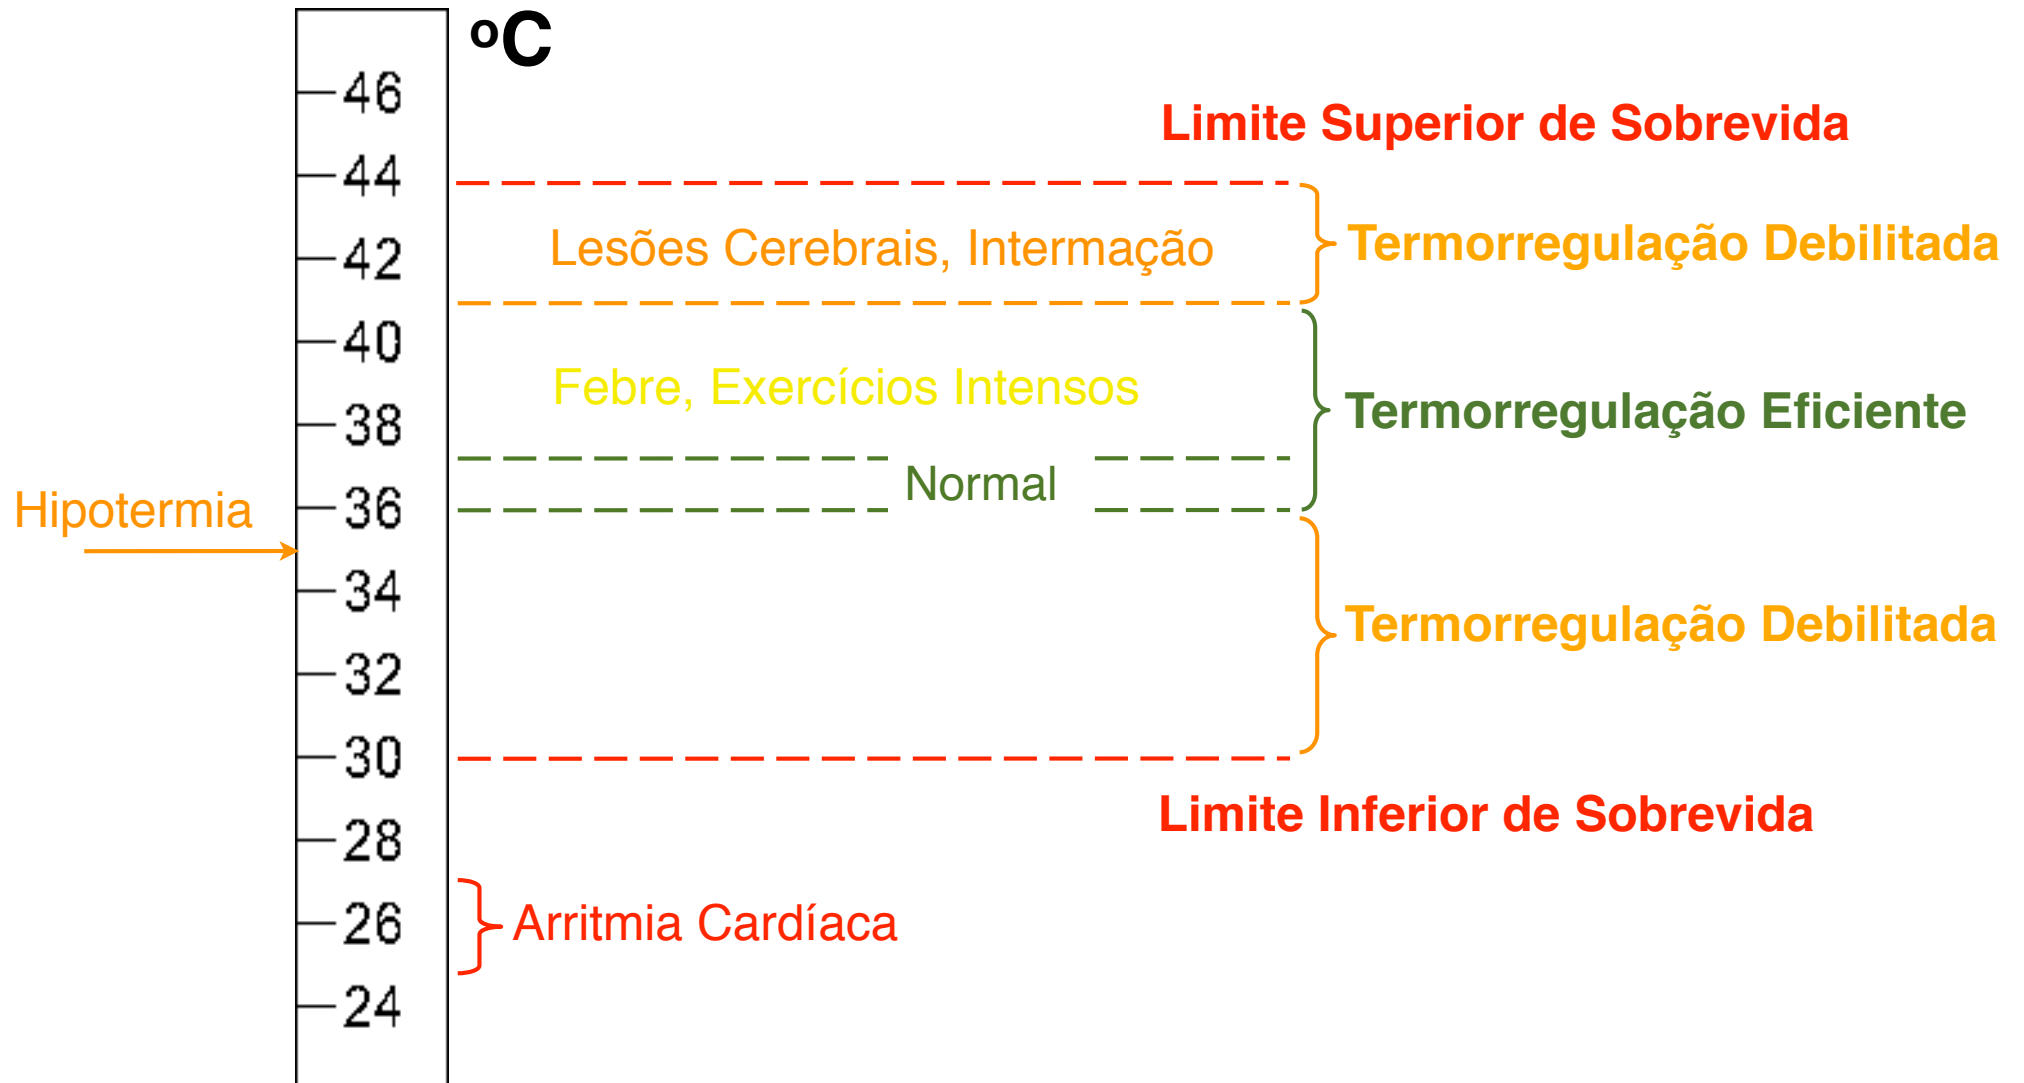 ºC
46
Limite Superior de Sobrevida
44
Lesões Cerebrais, Intermação
Termorregulação Debilitada
42
40
Febre, Exercícios Intensos
Termorregulação Eficiente
38
Normal
Hipotermia
36
34
Termorregulação Debilitada
32
30
Limite Inferior de Sobrevida
28
26
Arritmia Cardíaca
24